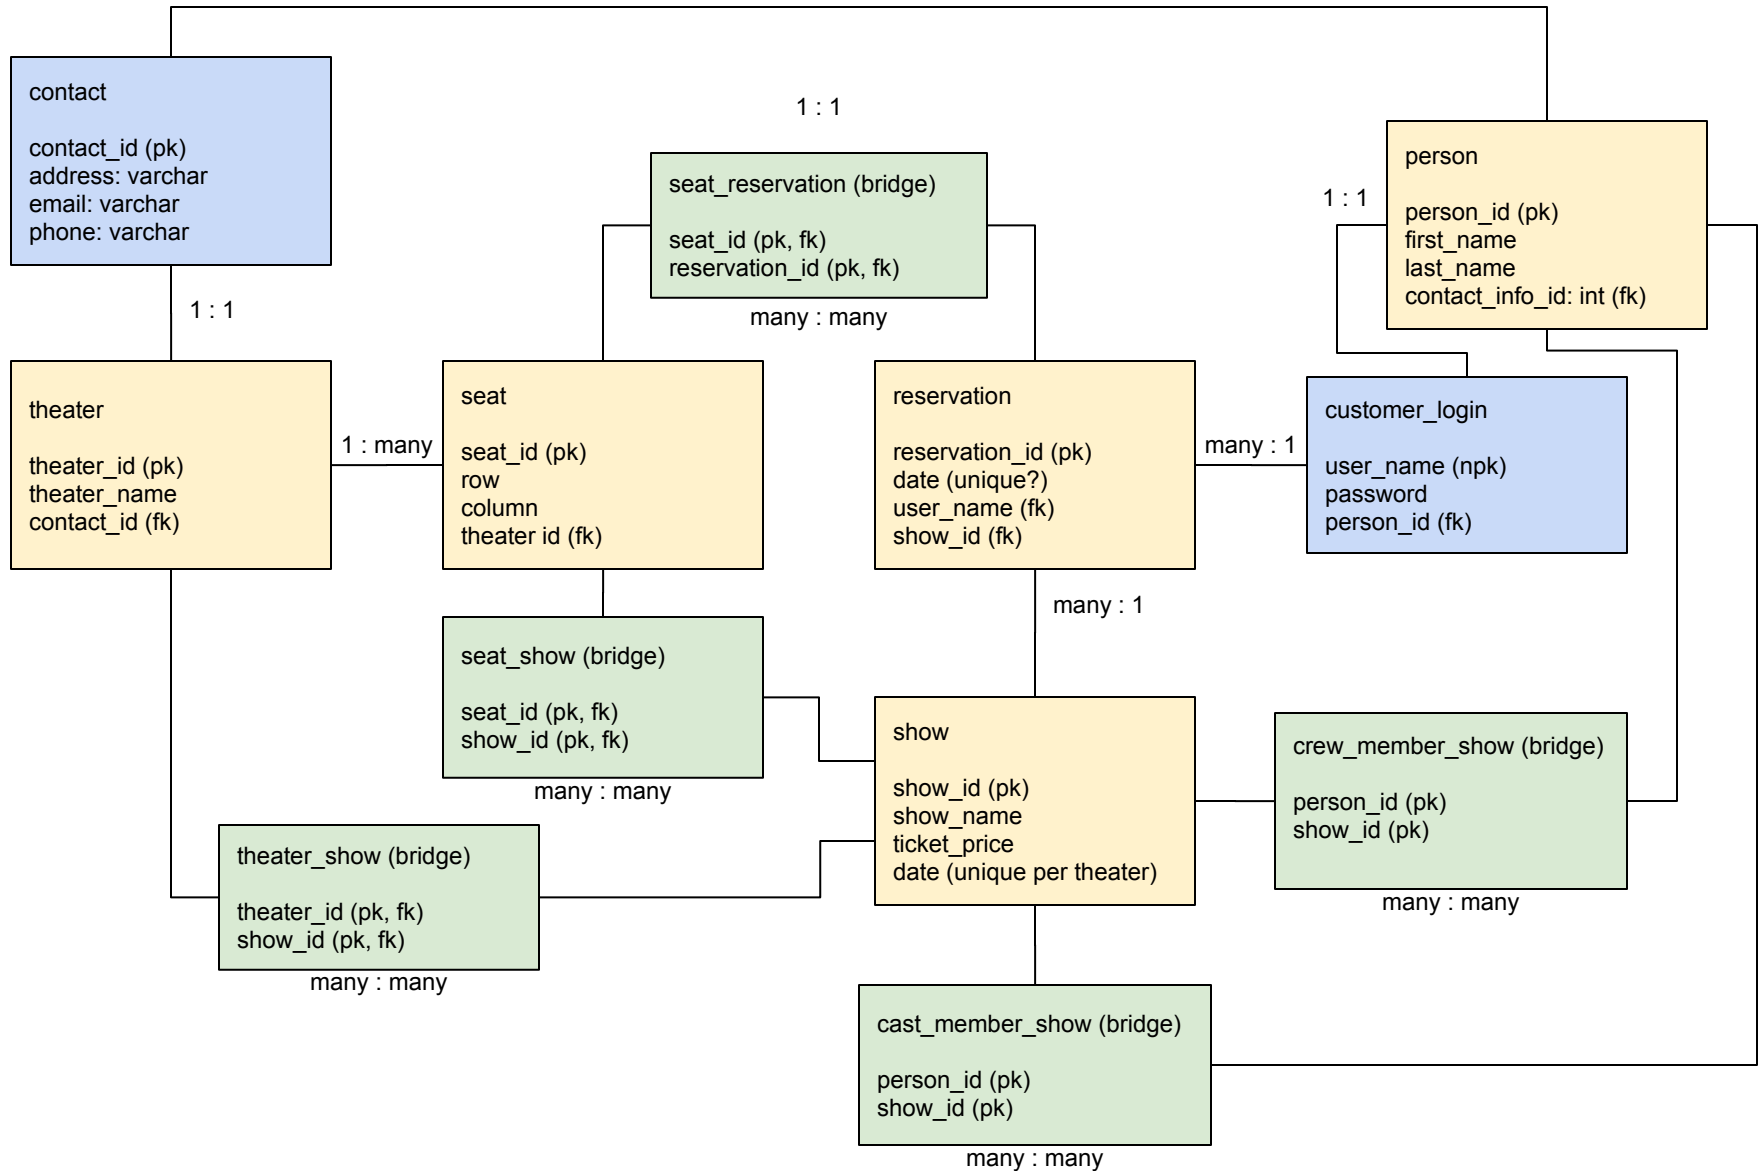 contact
contact_id (pk)
address: varchar
email: varchar
phone: varchar
1 : 1
seat_reservation (bridge)
seat_id (pk, fk)
reservation_id (pk, fk)
many : many
person
person_id (pk)
first_name
last_name
contact_info_id: int (fk)
1 : 1
1 : 1
theater
theater_id (pk)
theater_name
contact_id (fk)
1 : many
seat
seat_id (pk)
row
column
theater id (fk)
reservation
reservation_id (pk)
date (unique?)
user_name (fk)
show_id (fk)
many : 1
customer_login
user_name (npk)
password
person_id (fk)
many : 1
seat_show (bridge)
seat_id (pk, fk)
show_id (pk, fk)
many : many
show
show_id (pk)
show_name
ticket_price
date (unique per theater)
crew_member_show (bridge)
person_id (pk)
show_id (pk)
many : many
theater_show (bridge)
theater_id (pk, fk)
show_id (pk, fk)
many : many
cast_member_show (bridge)
person_id (pk)
show_id (pk)
many : many